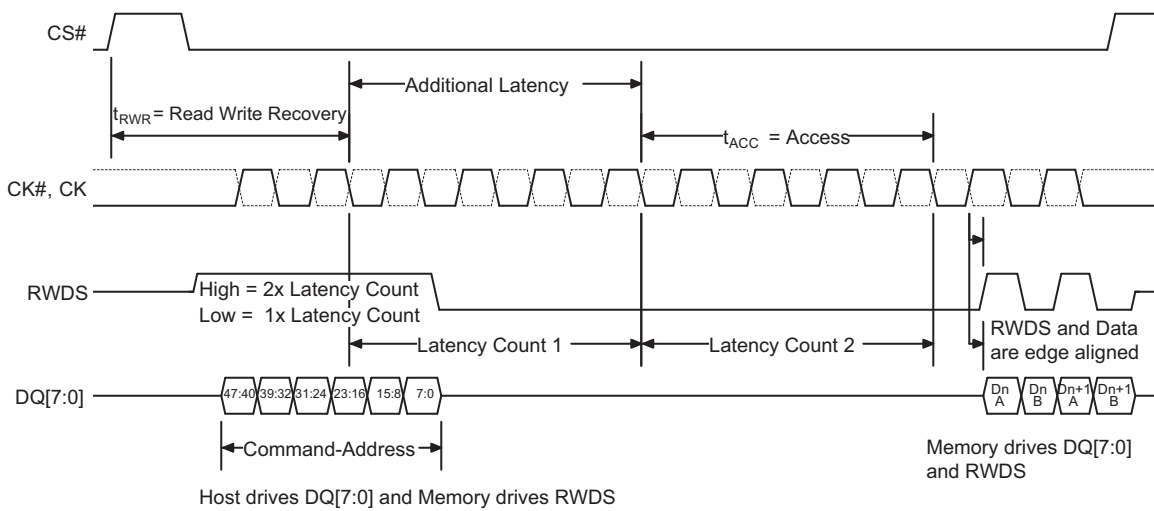 CS#
Additional Latency
tRWR = Read Write Recovery
tACC = Access
CK#, CK
RWDS
High = 2x Latency Count
Low = 1x Latency Count
Latency Count 1
Latency Count 2
RWDS and Data
are edge aligned
DQ[7:0]
47:40 39:32 31:24 23:16 15:8 7:0
Dn
A
Dn
B
Dn+1
A
Dn+1
B
Command-Address
Memory drives DQ[7:0]
and RWDS
Host drives DQ[7:0] and Memory drives RWDS